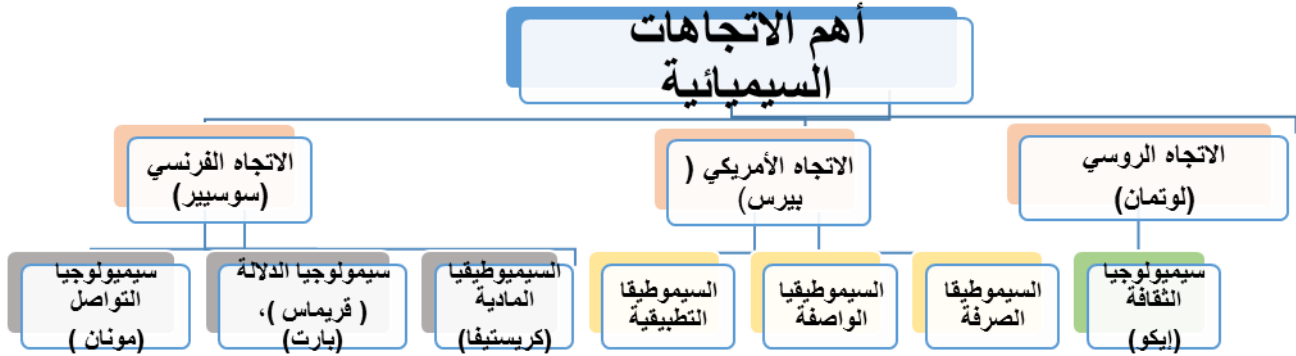 أهم الاتجاهات
السيميائية
الاتجاه الروسي
(لوتمان)
الاتجاه الأمريكي (
بيرس)
الاتجاه الفرنسي
(سوسيير)
سيميولوجيا
الثقافة
(إيكو)
السيموطيقا
الصرفة
السيموطيقيا
الواصفة
السيموطيقا
التطبيقية
السيميوطيقيا
المادية
(كريستيفا)
سيمولوجيا الدلالة
( قريماس )،
(بارت)
سيميولوجيا
التواصل
(مونان )